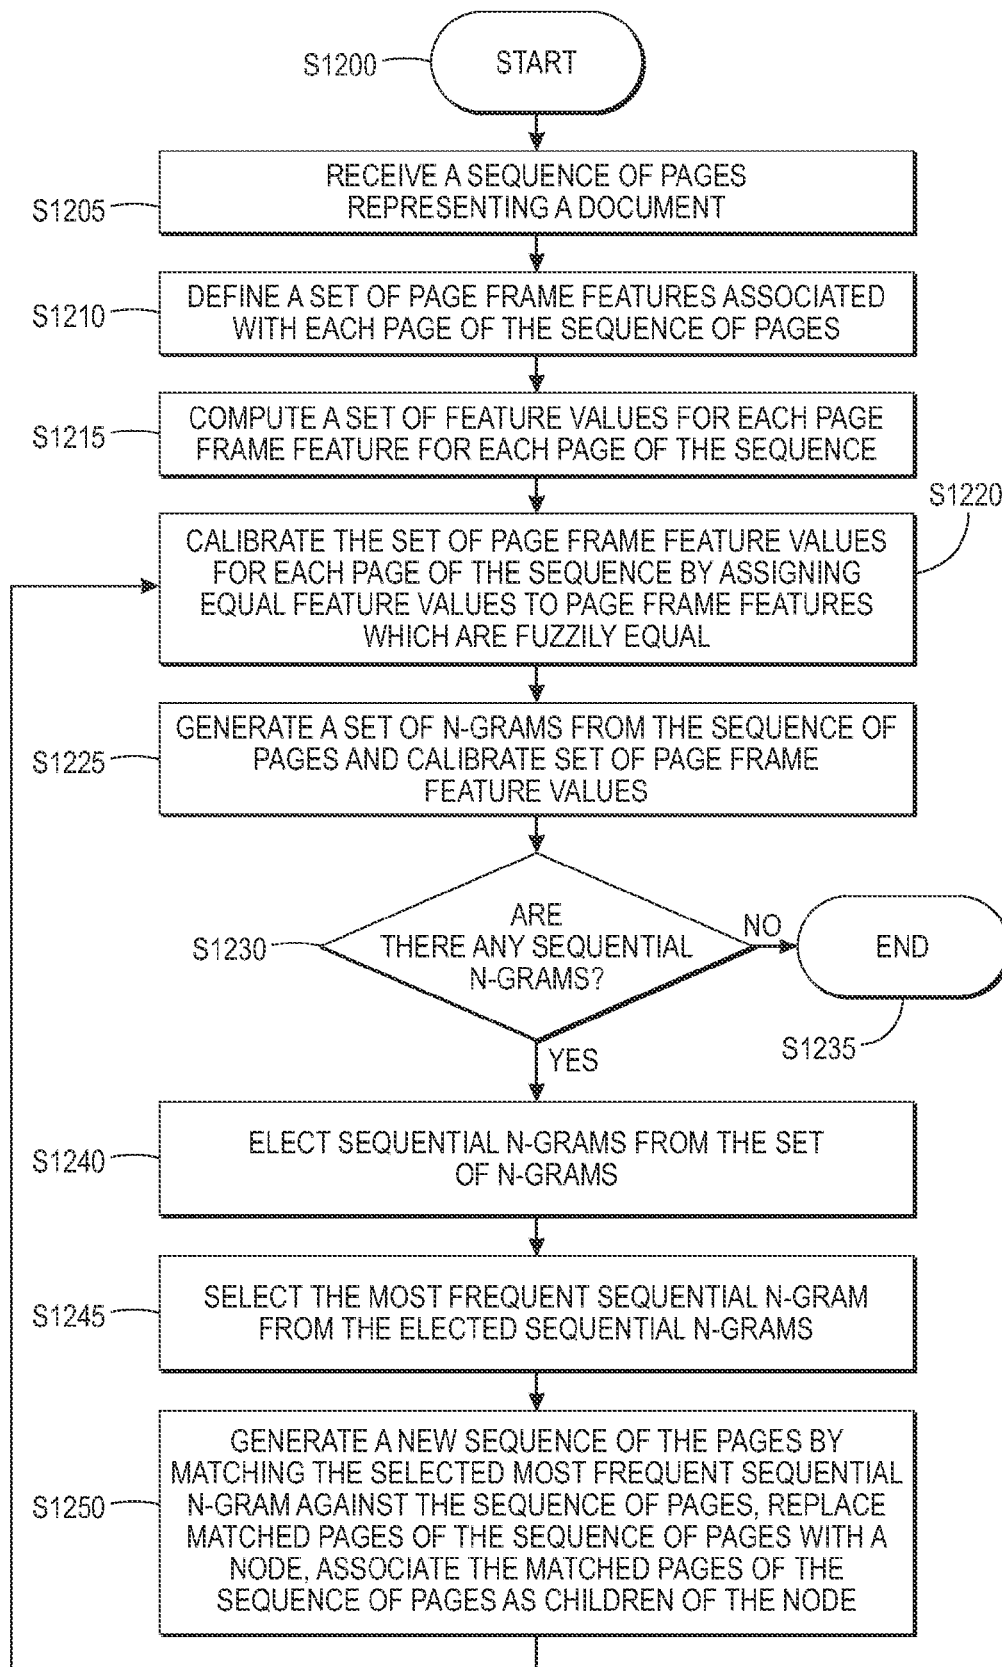 S1200
START
S1205
RECEIVE A SEQUENCE OF PAGES
REPRESENTING A DOCUMENT
S1210
DEFINE A SET OF PAGE FRAME FEATURES ASSOCIATED
WITH EACH PAGE OF THE SEQUENCE OF PAGES
S1215
COMPUTE A SET OF FEATURE VALUES FOR EACH PAGE
FRAME FEATURE FOR EACH PAGE OF THE SEQUENCE
S1220
CALIBRATE THE SET OF PAGE FRAME FEATURE VALUES
FOR EACH PAGE OF THE SEQUENCE BY ASSIGNING
EQUAL FEATURE VALUES TO PAGE FRAME FEATURES
WHICH ARE FUZZILY EQUAL
S1225
GENERATE A SET OF N-GRAMS FROM THE SEQUENCE OF
PAGES AND CALIBRATE SET OF PAGE FRAME
FEATURE VALUES
S1230
ARE
THERE ANY SEQUENTIAL
N-GRAMS?
NO
END
S1235
YES
S1240
ELECT SEQUENTIAL N-GRAMS FROM THE SET
OF N-GRAMS
S1245
SELECT THE MOST FREQUENT SEQUENTIAL N-GRAM
FROM THE ELECTED SEQUENTIAL N-GRAMS
S1250
GENERATE A NEW SEQUENCE OF THE PAGES BY
MATCHING THE SELECTED MOST FREQUENT SEQUENTIAL
N-GRAM AGAINST THE SEQUENCE OF PAGES, REPLACE
MATCHED PAGES OF THE SEQUENCE OF PAGES WITH A
NODE, ASSOCIATE THE MATCHED PAGES OF THE
SEQUENCE OF PAGES AS CHILDREN OF THE NODE